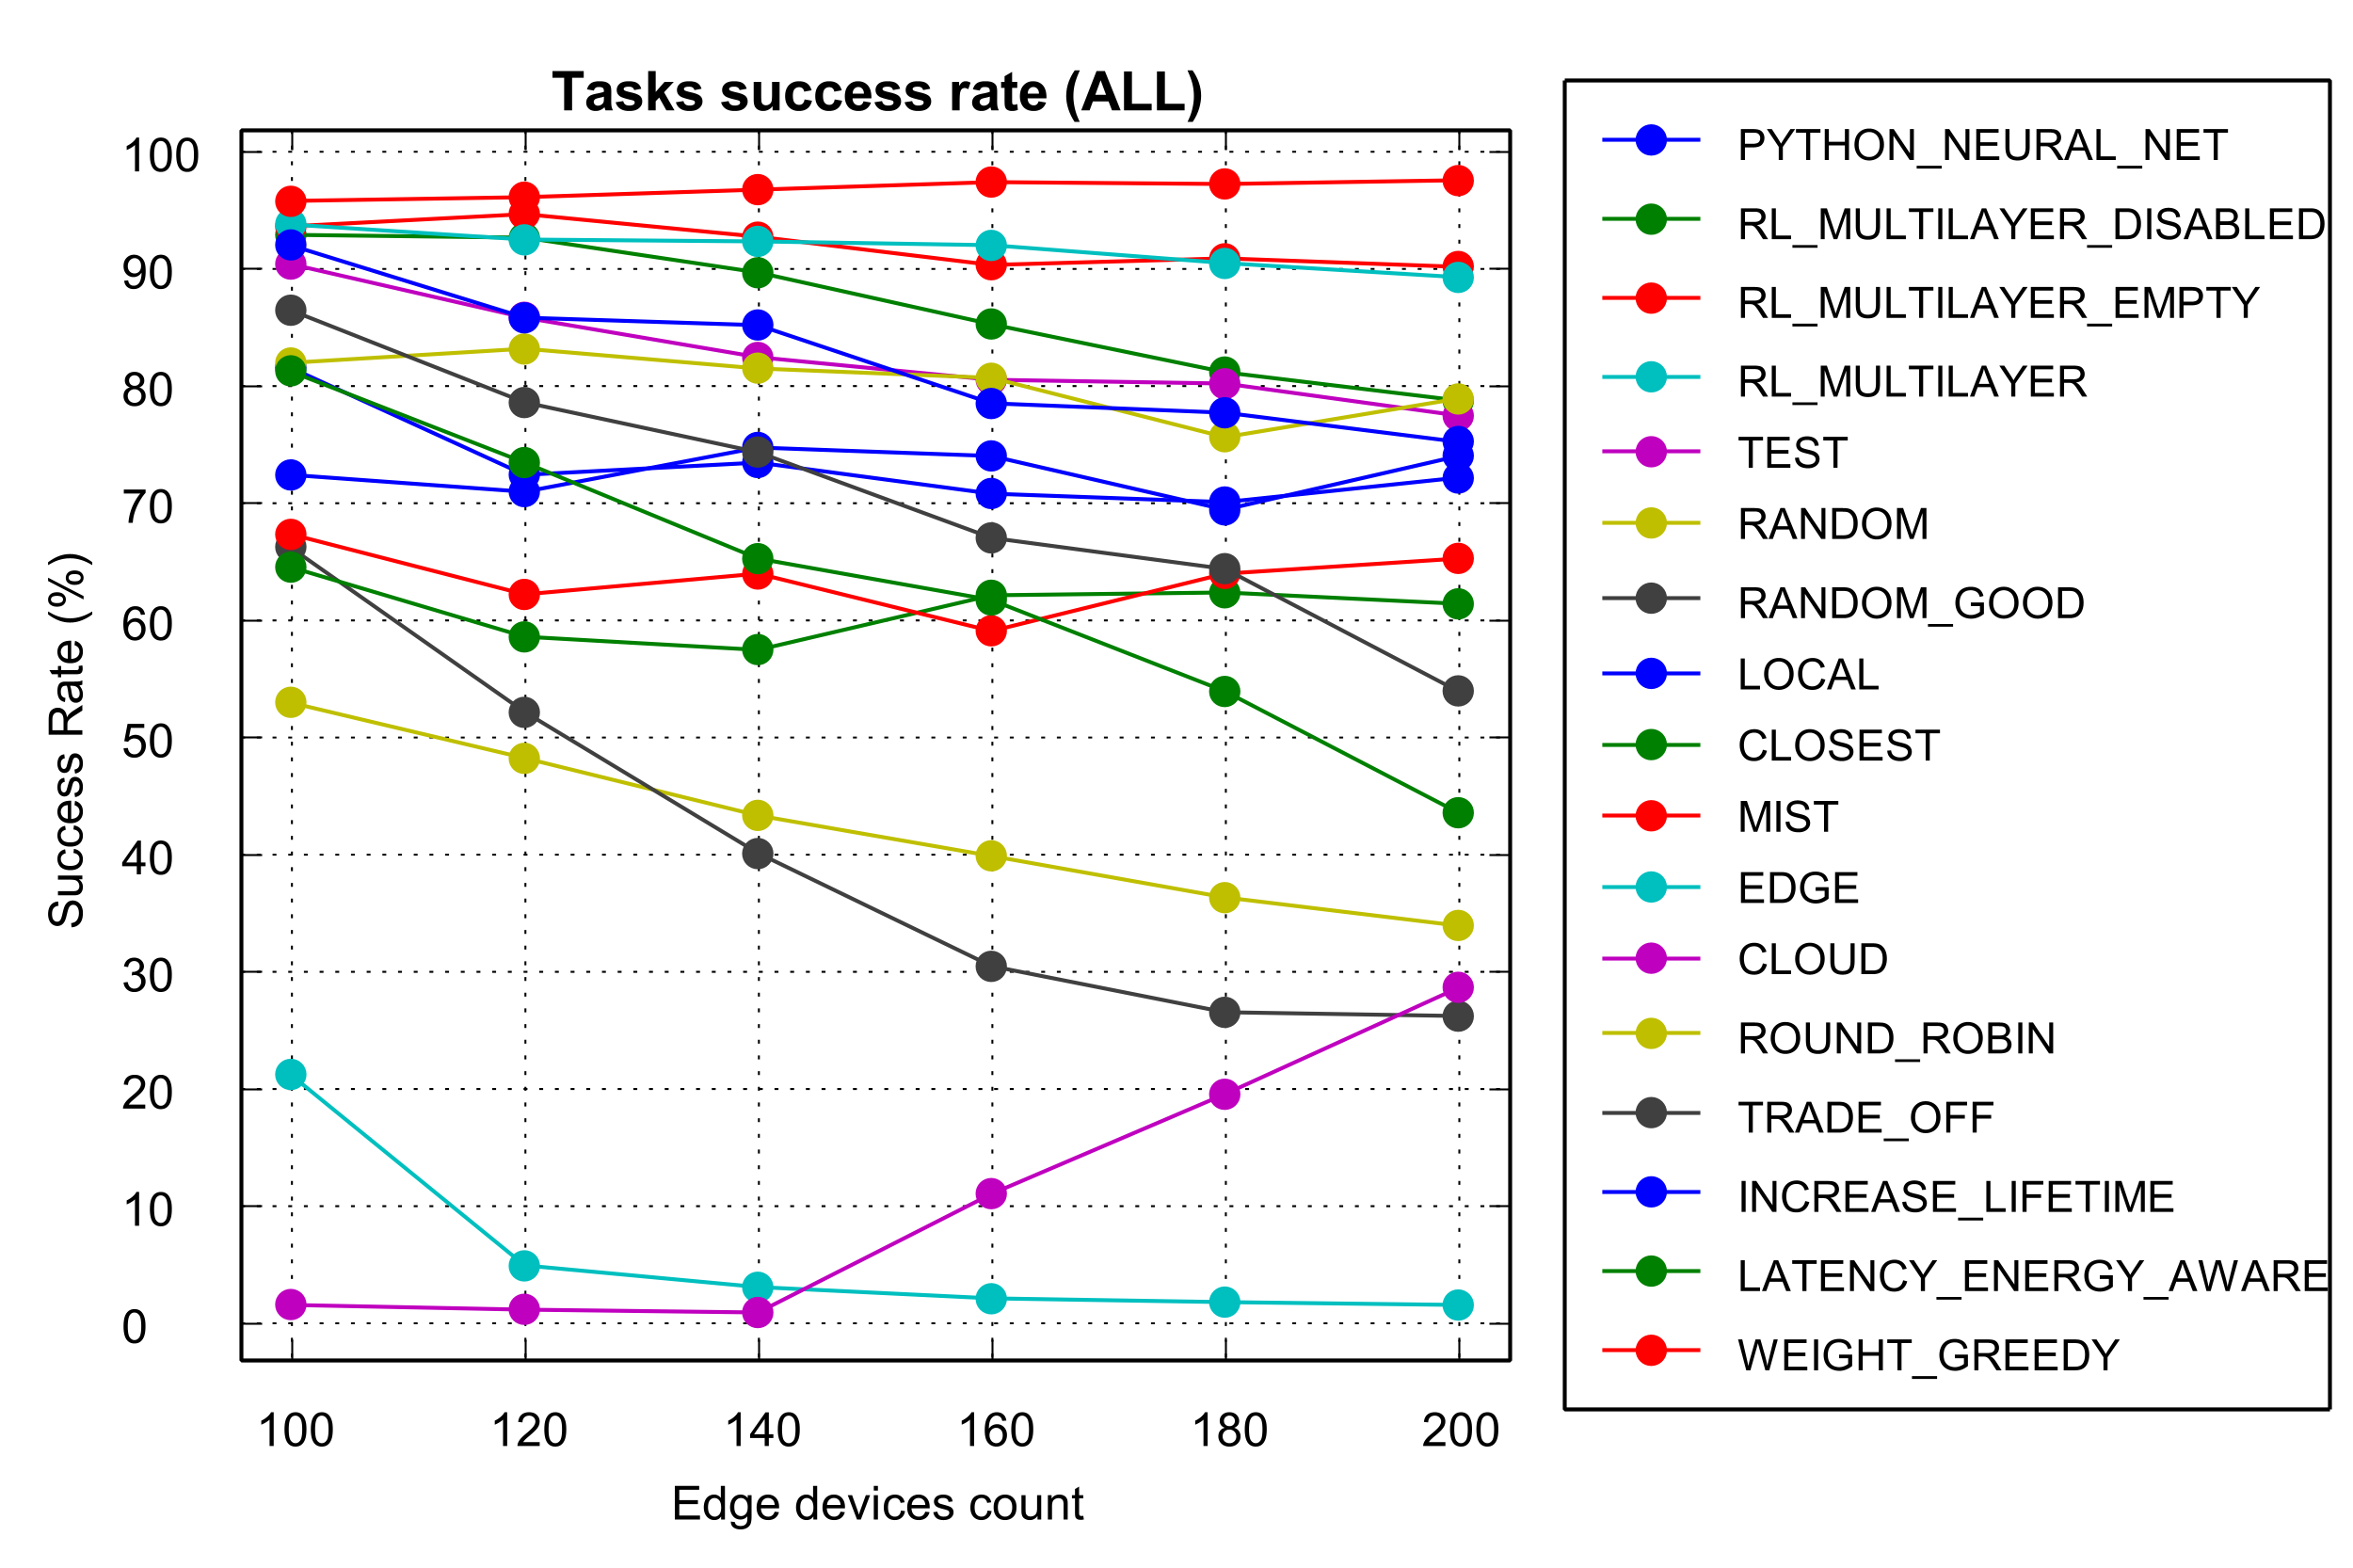 Tasks success rate (ALL)
Success Rate (%)
100
90
80
70
60
50
40
30
20
10
0
100 120 140 160 180 200
Edge devices count
PYTHON_NEURAL_NET
RL_MULTILAYER_DISABLED
RL_MULTILAYER_EMPTY
RL_MULTILAYER
TEST
RANDOM
RANDOM_GOOD
LOCAL
CLOSEST
MIST
EDGE
CLOUD
ROUND_ROBIN
TRADE_OFF
INCREASE_LIFETIME
LATENCY_ENERGY_AWARE
WEIGHT_GREEDY